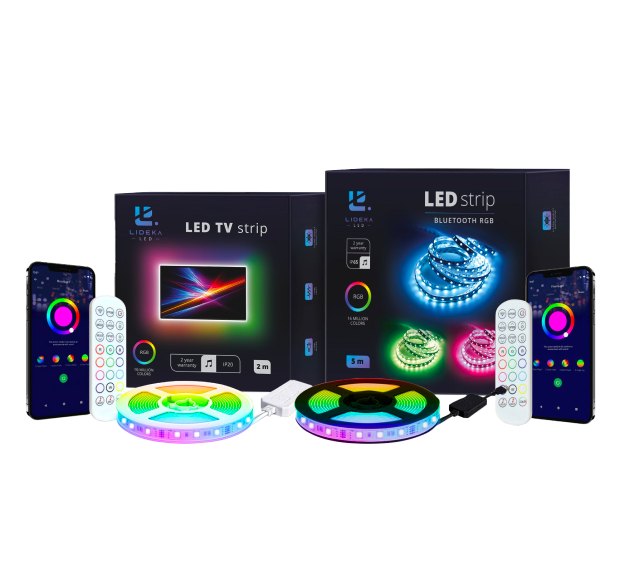 LIDEKA
LED
LED TV strip
RGB
16 MILLION
COLORS
2 year
warranty
IP20
2 m
LED strip
BLUETOOTH RGB
LIDEKA
LED
2 year
warranty
IP65
RGB
16 MILLION
COLORS
5 m